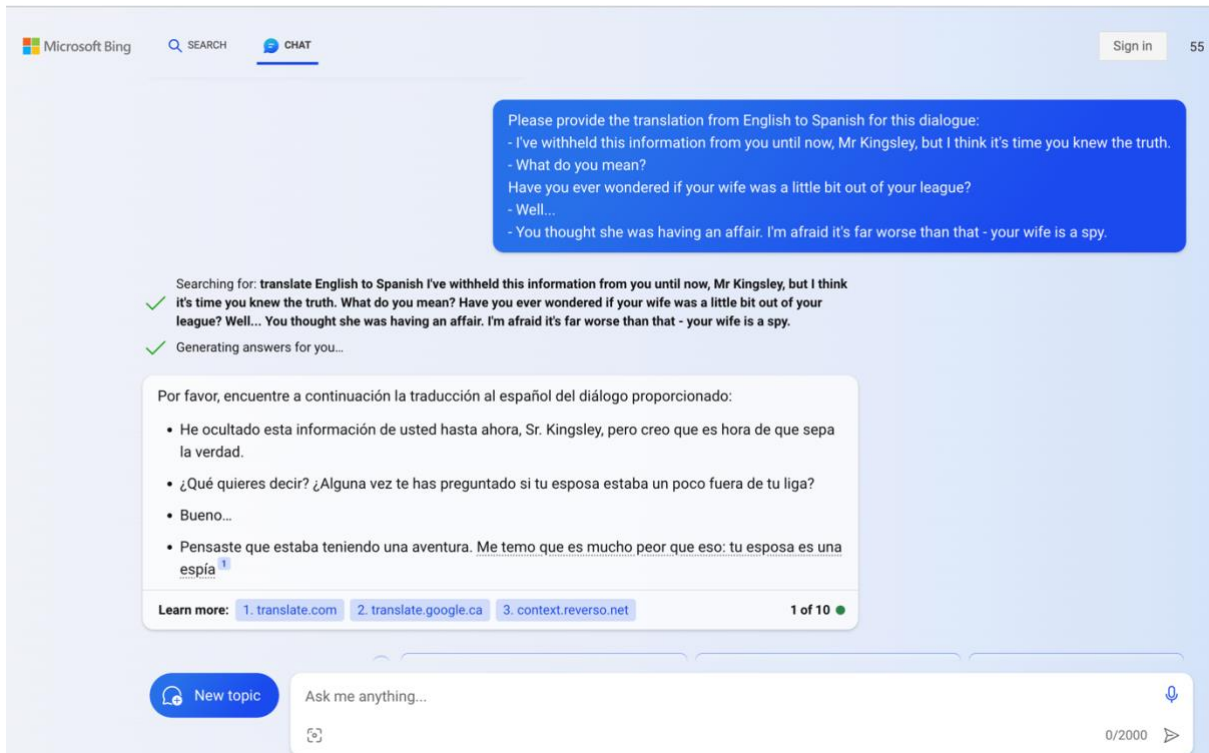 Microsoft Bing
SEARCH
CHAT
Sign in
55
Please provide the translation from English to Spanish for this dialogue:
- I've withheld this information from you until now, Mr Kingsley, but I think it's time you knew the truth.
- What do you mean?
Have you ever wondered if your wife was a little bit out of your league?
- Well...
- You thought she was having an affair. I'm afraid it's far worse than that - your wife is a spy.
Searching for: translate English to Spanish I've withheld this information from you until now, Mr Kingsley, but I think
it's time you knew the truth. What do you mean? Have you ever wondered if your wife was a little bit out of your
league? Well... You thought she was having an affair. I'm afraid it's far worse than that - your wife is a spy.
Generating answers for you...
Por favor, encuentre a continuación la traducción al español del diálogo proporcionado:
• He ocultado esta información de usted hasta ahora, Sr. Kingsley, pero creo que es hora de que sepa
la verdad.
• ¿Qué quieres decir? ¿Alguna vez te has preguntado si tu esposa estaba un poco fuera de tu liga?
• Bueno...
• Pensaste que estaba teniendo una aventura. Me temo que es mucho peor que eso: tu esposa es una
espía 1
Learn more: 1. translate.com 2. translate.google.ca 3. context.reverso.net 1 of 10
New topic
Ask me anything...
0/2000